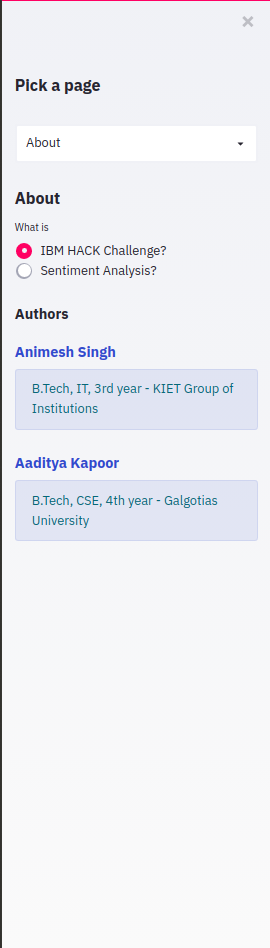 Pick a page
About
About
What is
IBM HACK Challenge?
Sentiment Analysis?
Authors
Animesh Singh
B.Tech, IT, 3rd year - KIET Group of
Institutions
Aaditya Kapoor
B.Tech, CSE, 4th year - Galgotias
University